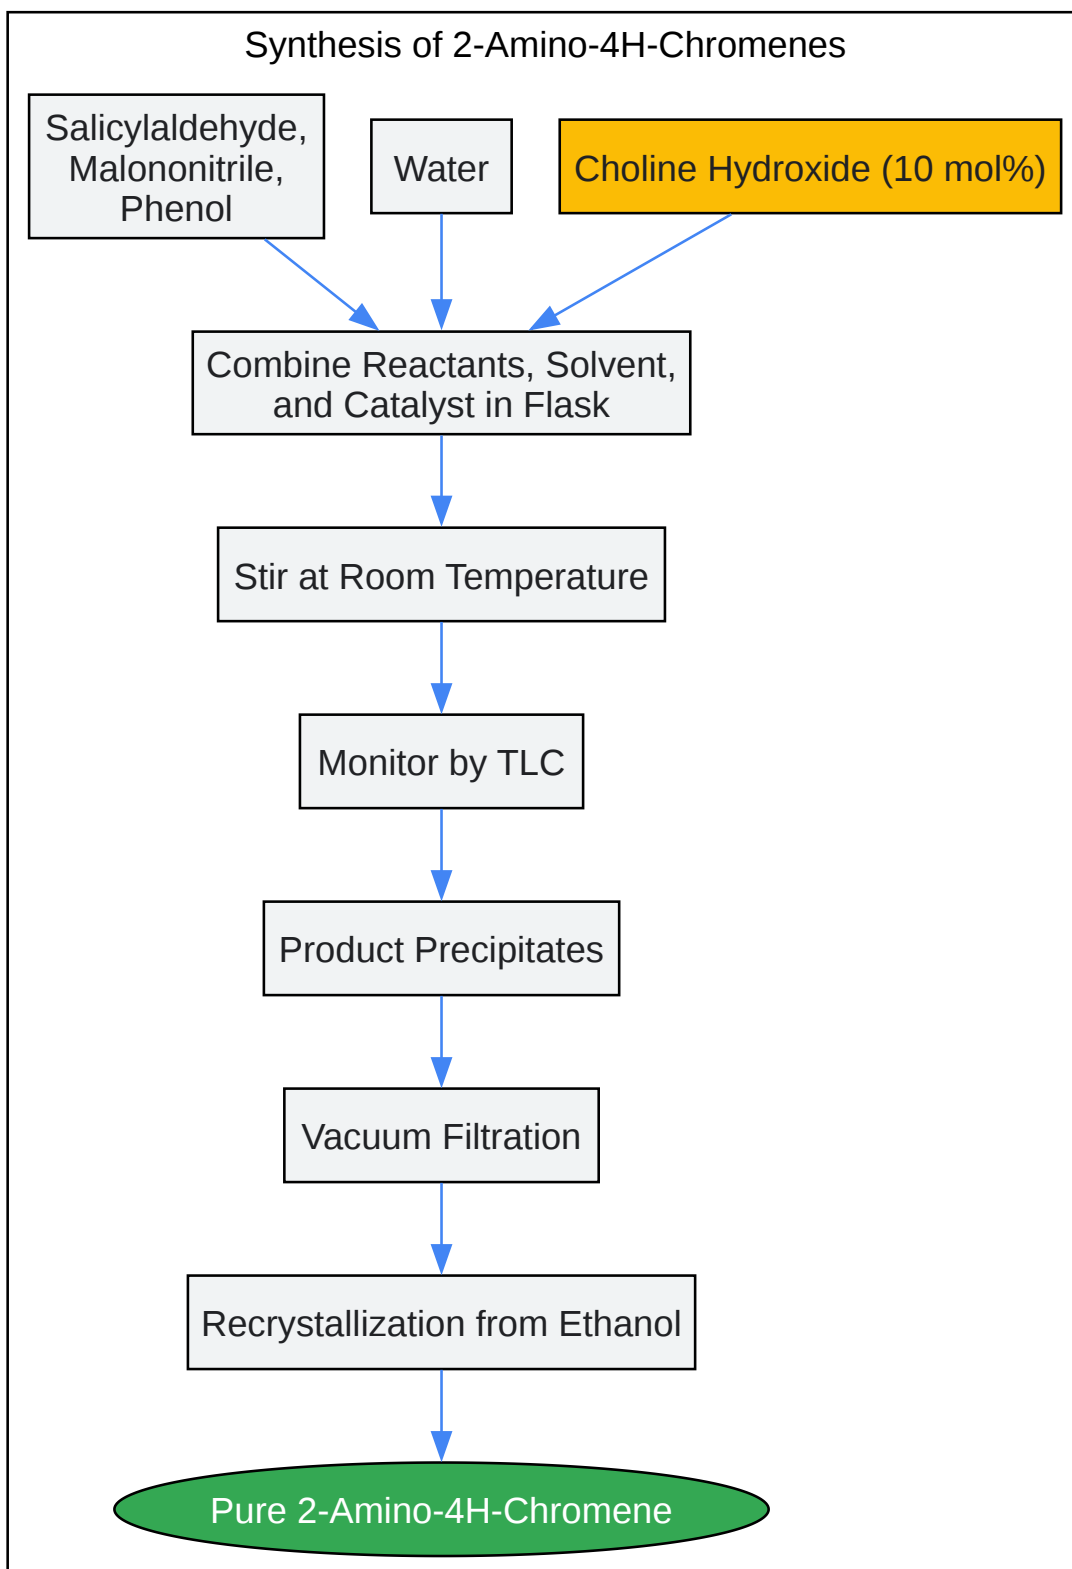 Synthesis of 2-Amino-4H-Chromenes
Salicylaldehyde,
Malononitrile,
Phenol
Water
Choline Hydroxide (10 mol%)
Combine Reactants, Solvent,
and Catalyst in Flask
Stir at Room Temperature
Monitor by TLC
Product Precipitates
Vacuum Filtration
Recrystallization from Ethanol
Pure 2-Amino-4H-Chromene